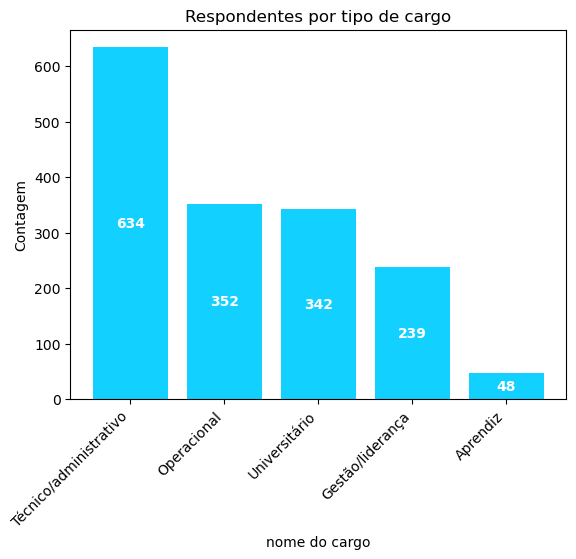 Respondentes por tipo de cargo
Contagem
600
500
400
300
200
100
0
634
352
342
239
48
Técnico/administrativo
Operacional
Universitário
Gestão/liderança
Aprendiz
nome do cargo